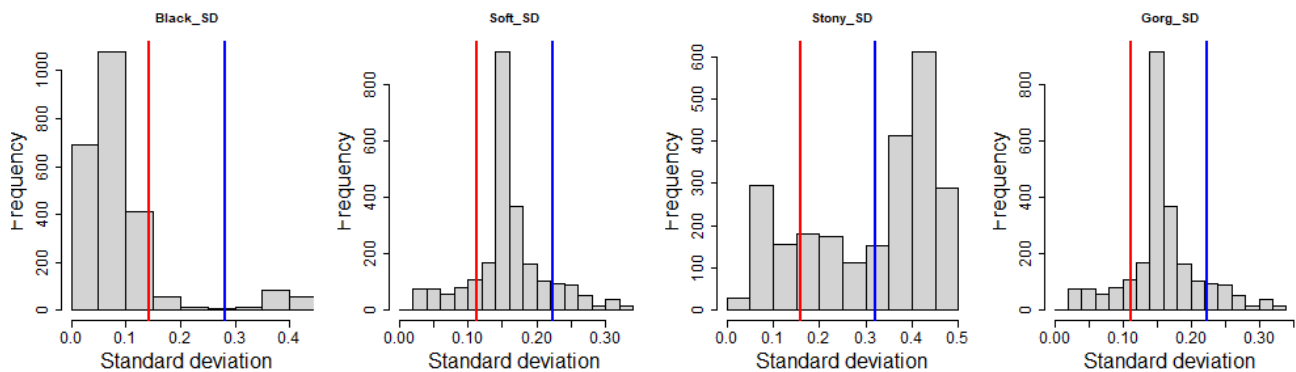 Black_SD
Frequency
0 200 400 600 800 1000
0.0 0.1 0.2 0.3 0.4
Standard deviation
Soft_SD
Frequency
0 200 400 600 800
0.00 0.10 0.20 0.30
Standard deviation
Stony_SD
Frequency
0 100 200 300 400 500 600
0.0 0.1 0.2 0.3 0.4 0.5
Standard deviation
Gorg_SD
Frequency
0 200 400 600 800
0.00 0.10 0.20 0.30
Standard deviation